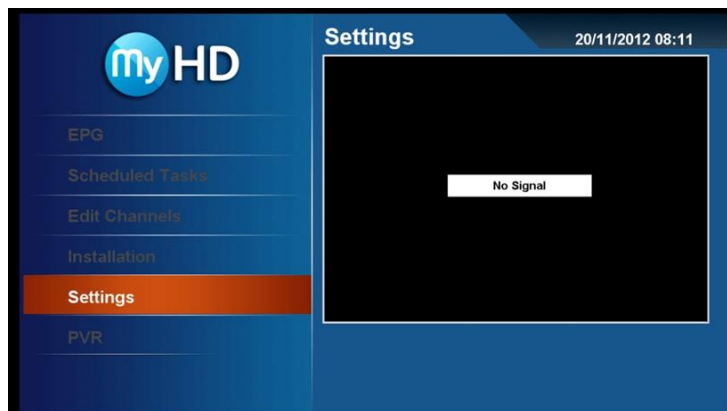 my HD
Settings
20/11/2012 08:11
EPG
Scheduled Tasks
Edit Channels
Installation
Settings
PVR
No Signal